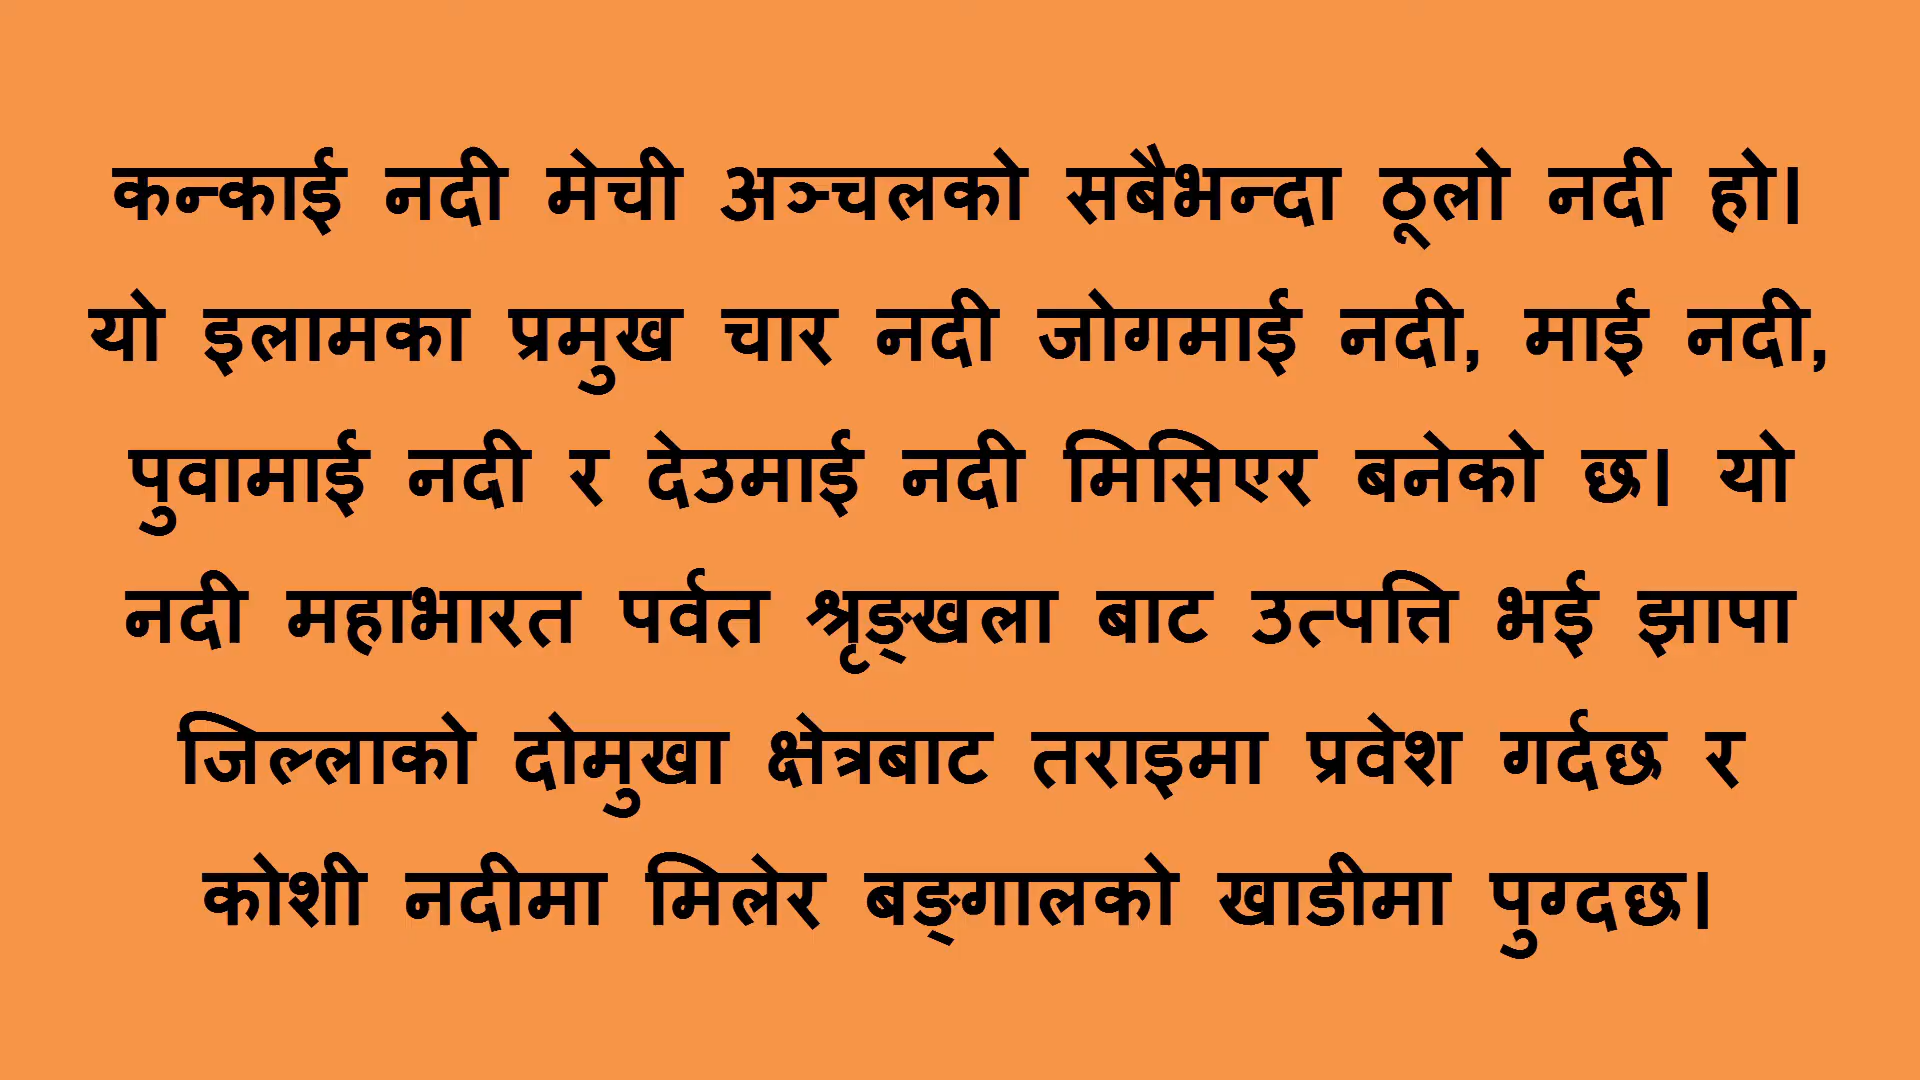 कन्काई नदी मेची अञ्चलको सबैभन्दा ठूलो नदी हो।
यो इलामका प्रमुख चार नदी जोगमाई नदी, माई नदी,
पुवामाई नदी र देउमाई नदी मिसिएर बनेको छ। यो
नदी महाभारत पर्वत श्रृङ्खला बाट उत्पत्ति भई झापा
जिल्लाको दोमुखा क्षेत्रबाट तराइमा प्रवेश गर्दछ र
कोशी नदीमा मिलेर बङ्गालको खाडीमा पुग्दछ।